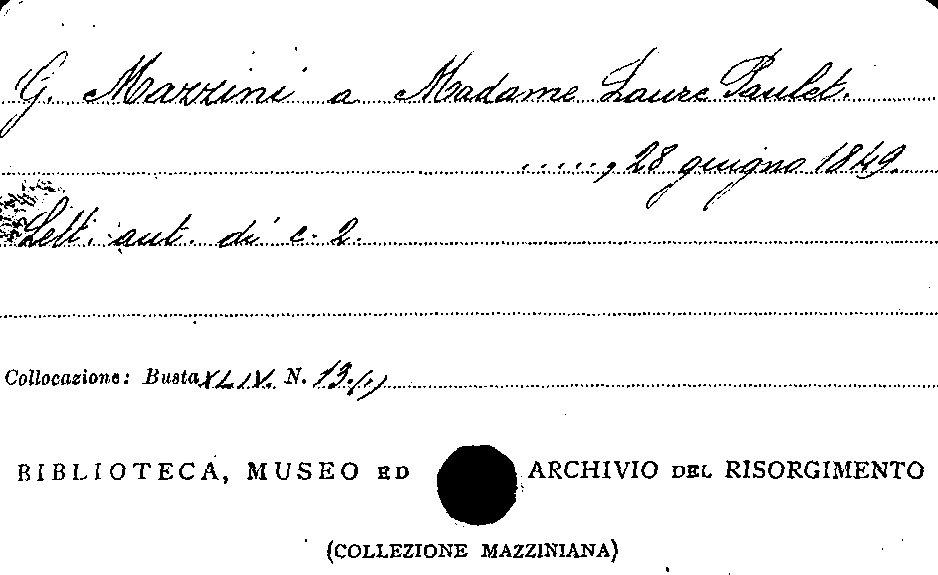 G. Mazzini a Madame Laure Paulet.
....., 28 giugno 1849.
Lett. aut. di c. 2.
Collocazione: Busta XLIV. N. 13.(1)
BIBLIOTECA, MUSEO ED ARCHIVIO DEL RISORGIMENTO
(COLLEZIONE MAZZINIANA)